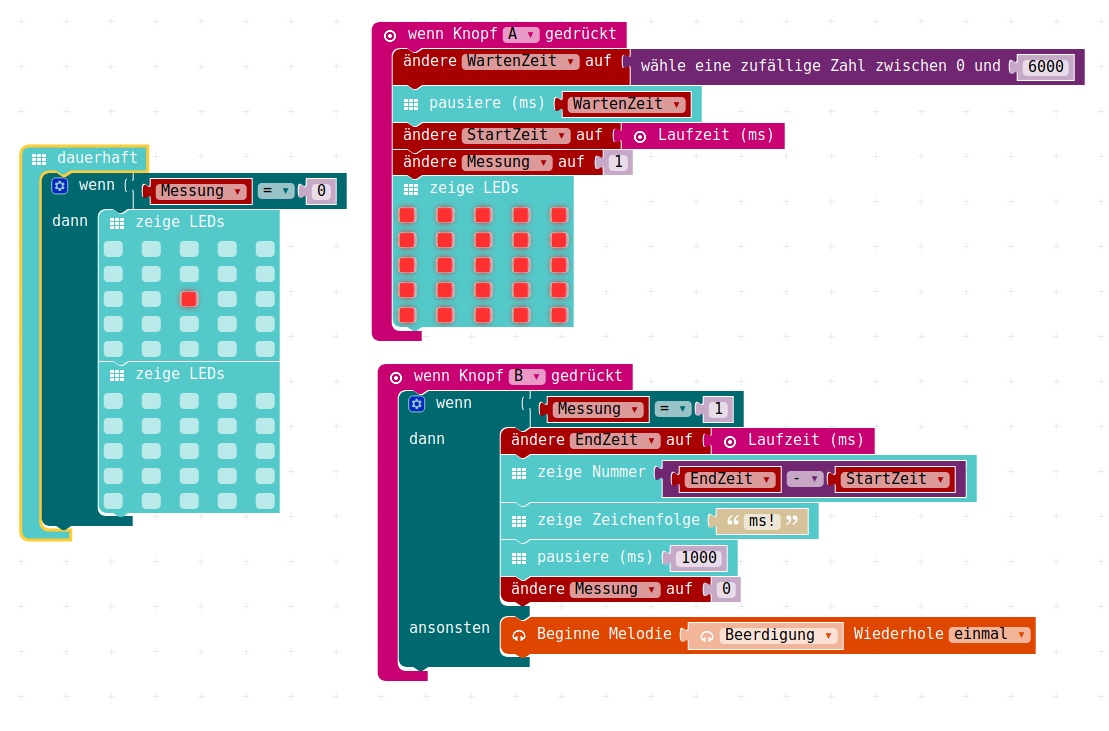 dauerhaft
wenn Messung = 0
dann zeige LEDs
zeige LEDs
wenn Knopf A gedrückt
ändere WartenZeit auf wähle eine zufällige Zahl zwischen 0 und 6000
pausiere (ms) WartenZeit
ändere StartZeit auf Laufzeit (ms)
ändere Messung auf 1
zeige LEDs
wenn Knopf B gedrückt
wenn Messung = 1
dann ändere EndZeit auf Laufzeit (ms)
zeige Nummer EndZeit - StartZeit
zeige Zeichenfolge “ ms! ”
pausiere (ms) 1000
ändere Messung auf 0
ansonsten Beginne Melodie Beerdigung Wiederhole einmal